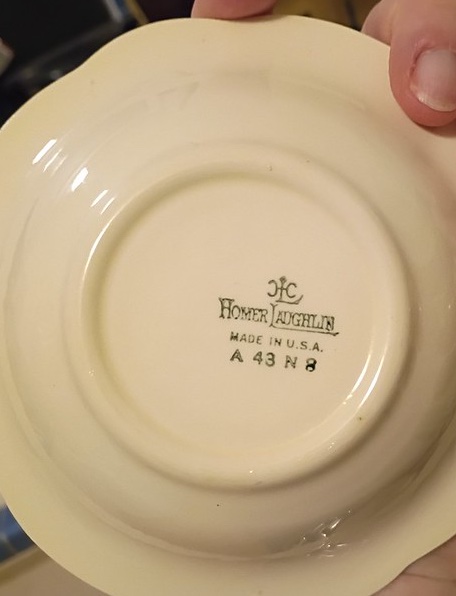 HLC
HOMER LAUGHLIN
MADE IN U.S.A.
A 43 N 8